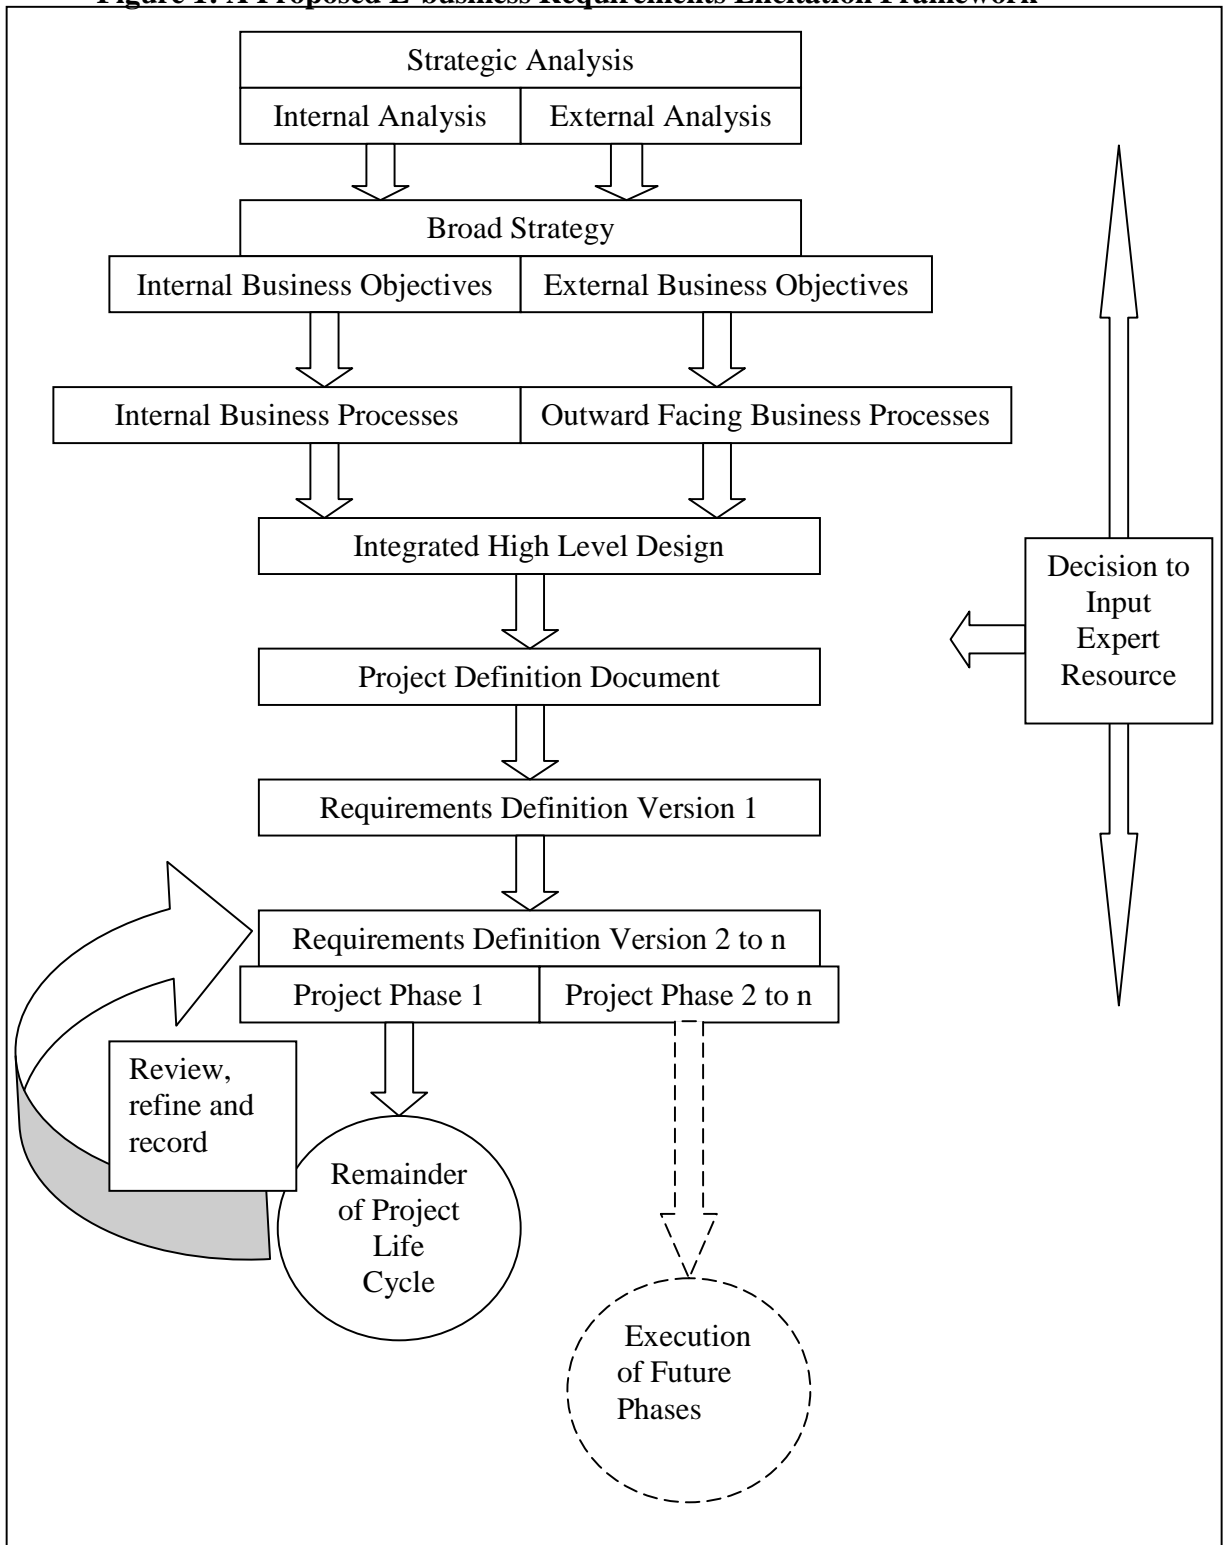 Figure 1: A Proposed E-business Requirements Elicitation Framework
Strategic Analysis
Internal Analysis
External Analysis
Broad Strategy
Internal Business Objectives
External Business Objectives
Internal Business Processes
Outward Facing Business Processes
Integrated High Level Design
Decision to
Input
Expert
Resource
Project Definition Document
Requirements Definition Version 1
Requirements Definition Version 2 to n
Project Phase 1
Project Phase 2 to n
Review,
refine and
record
Remainder
of Project
Life
Cycle
Execution
of Future
Phases